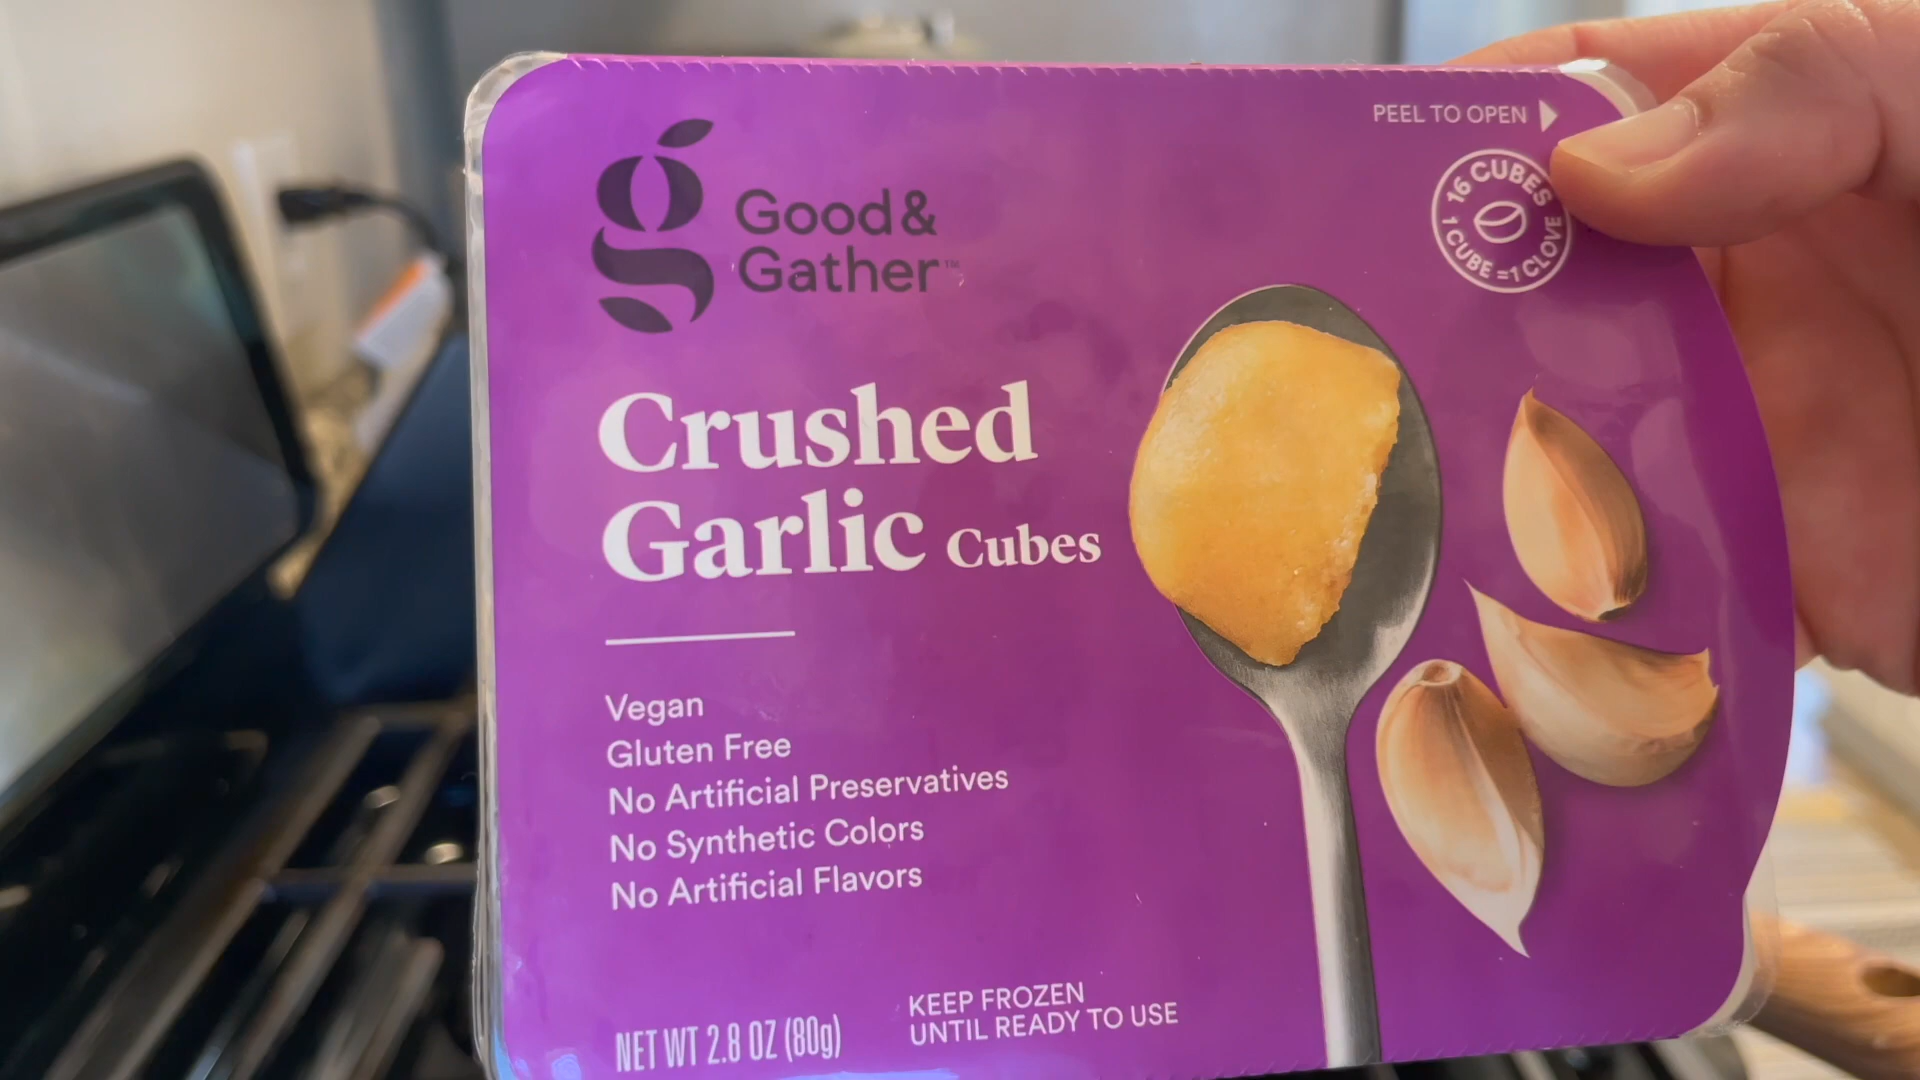 PEEL TO OPEN
16 CUBES
1 CUBE = 1 CLOVE
Good &
Gather™
Crushed
Garlic Cubes
Vegan
Gluten Free
No Artificial Preservatives
No Synthetic Colors
No Artificial Flavors
NET WT 2.8 OZ (80g)
KEEP FROZEN
UNTIL READY TO USE